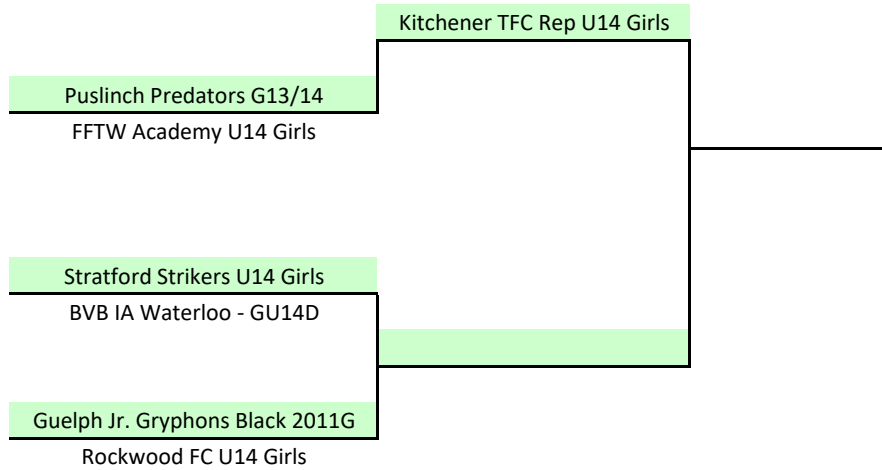 Kitchener TFC Rep U14 Girls
Puslinch Predators G13/14
FFTW Academy U14 Girls
Stratford Strikers U14 Girls
BVB IA Waterloo - GU14D
Guelph Jr. Gryphons Black 2011G
Rockwood FC U14 Girls